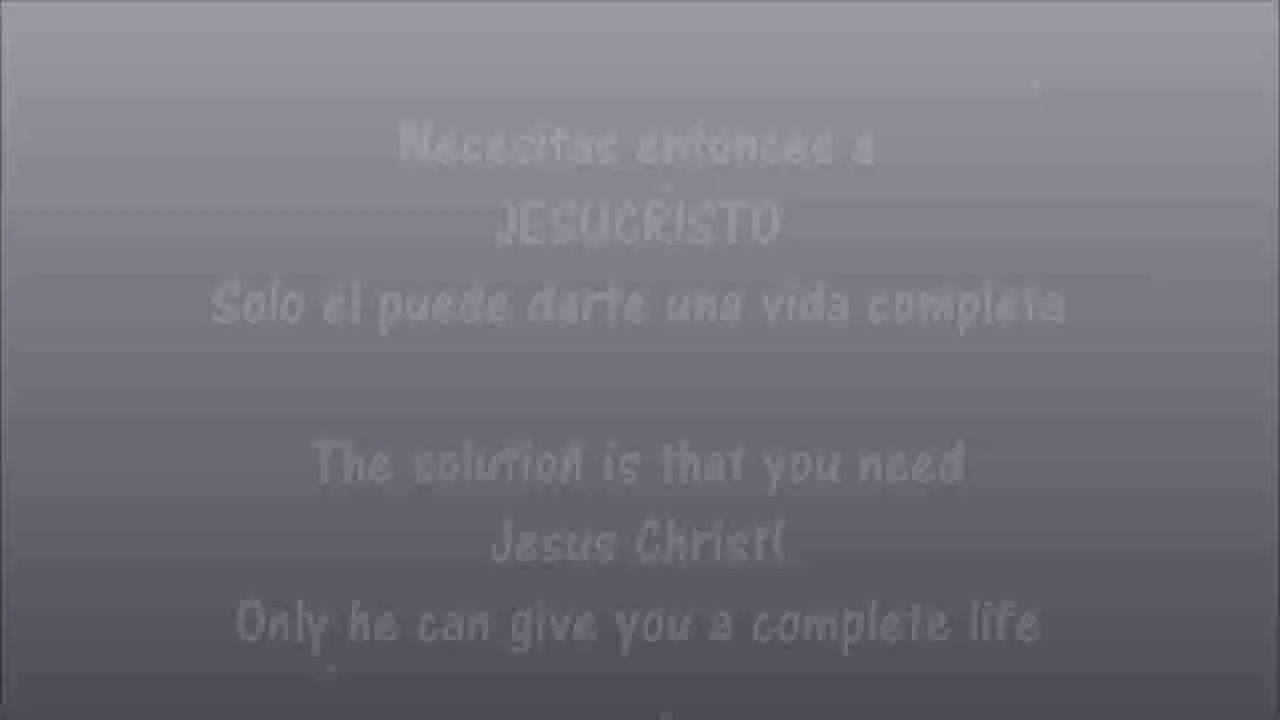 Necesitas entonces a
JESUCRISTO
Solo el puede darte una vida completa
The solution is that you need
Jesus Christ!
Only he can give you a complete life